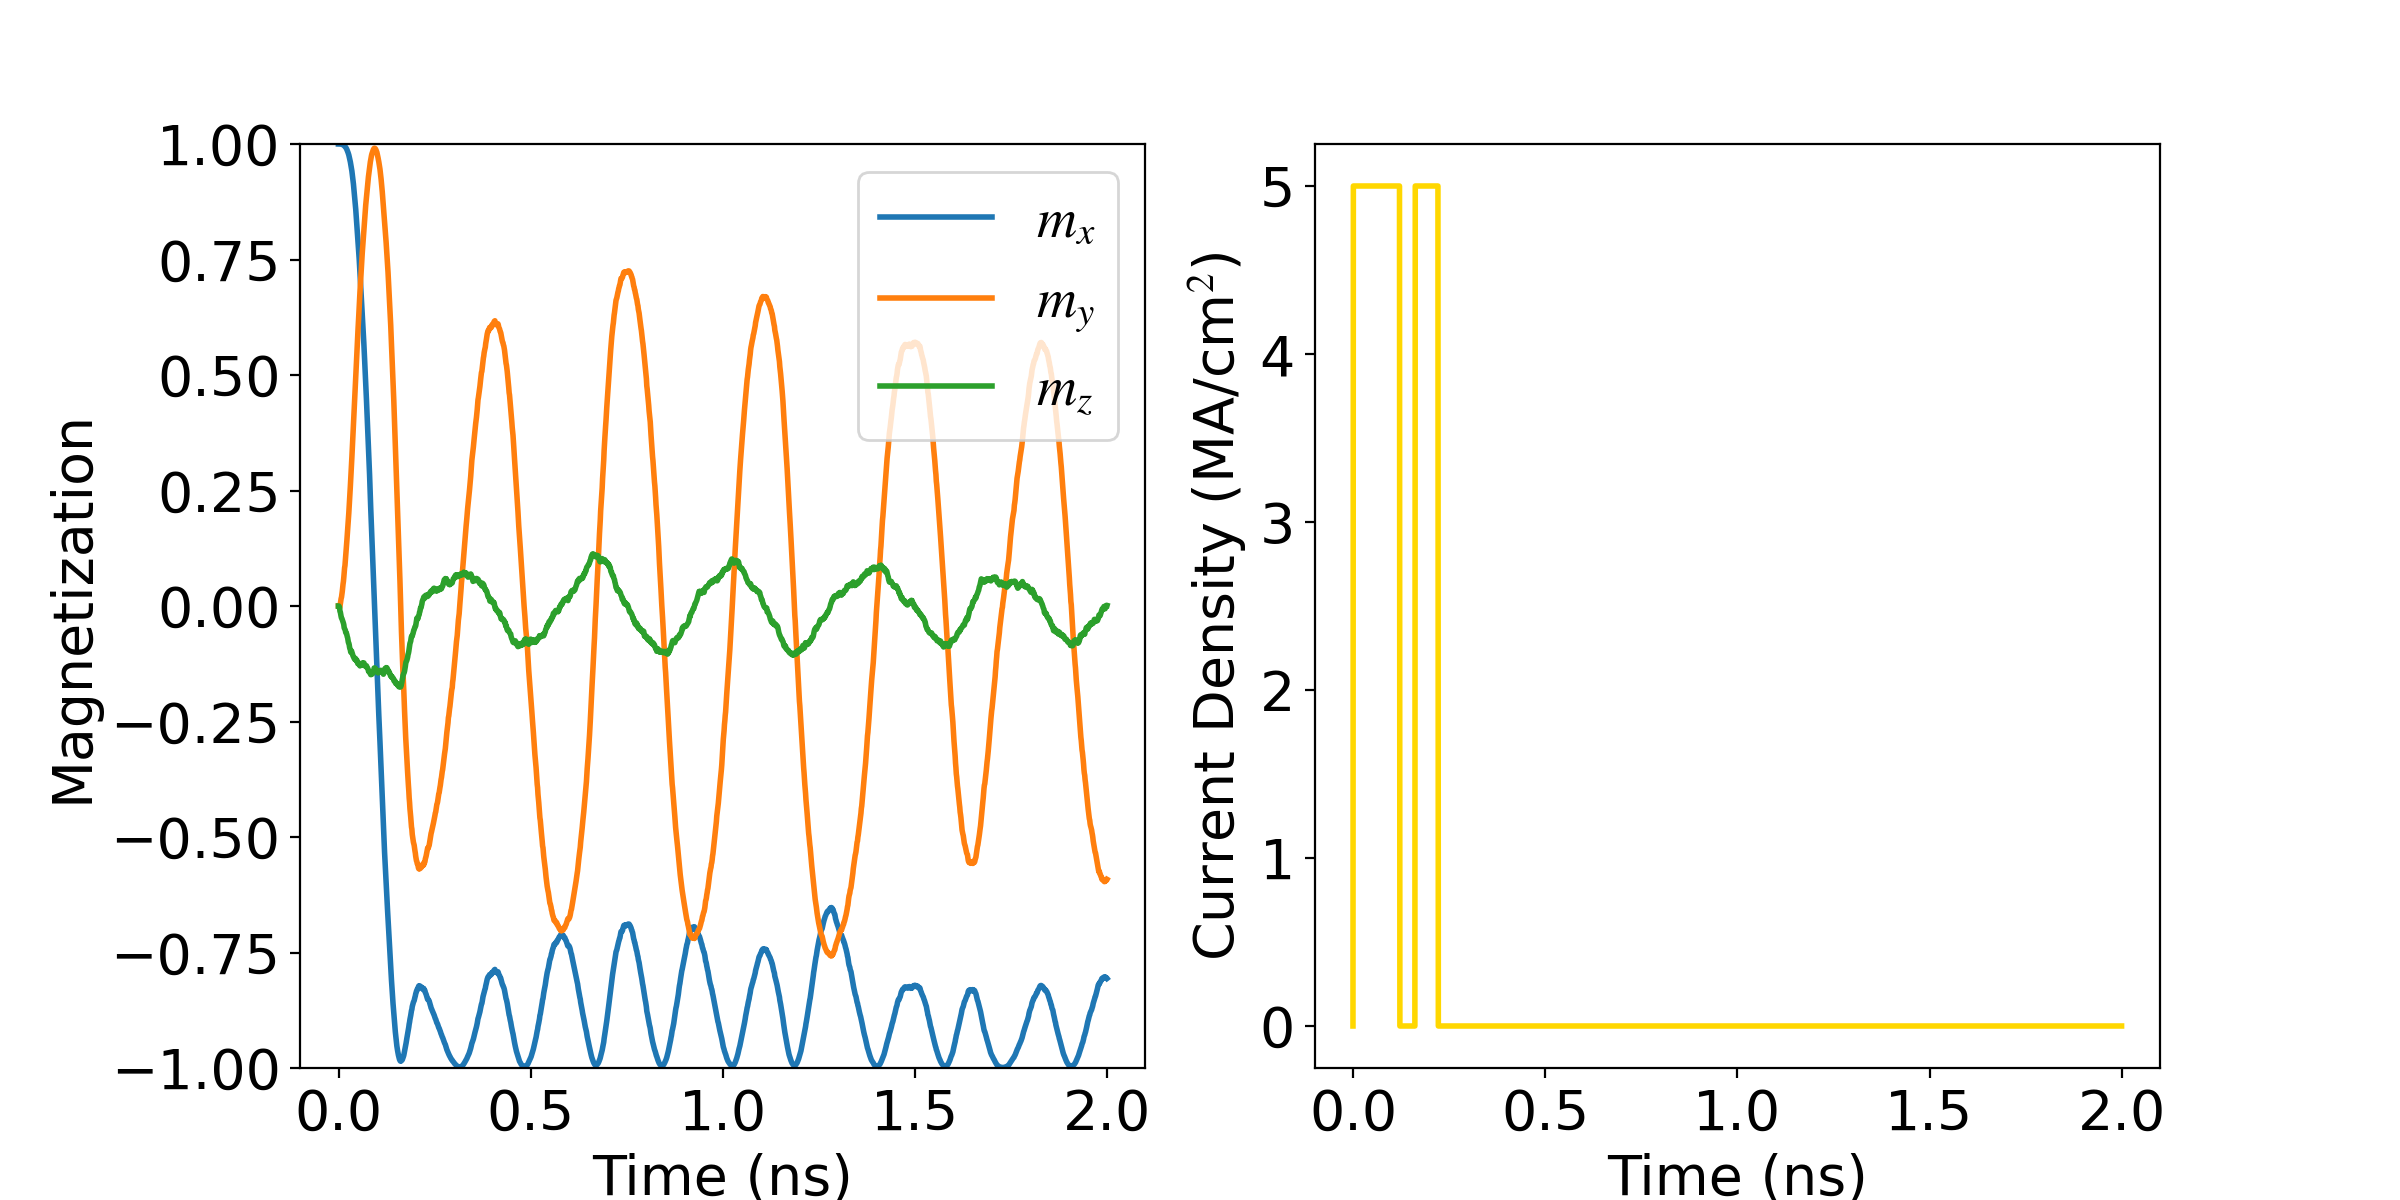 1.00
0.75
0.50
0.25
0.00
−0.25
−0.50
−0.75
−1.00
Magnetization
0.0 0.5 1.0 1.5 2.0
Time (ns)
m_x
m_y
m_z
5
4
3
2
1
0
Current Density (MA/cm²)
0.0 0.5 1.0 1.5 2.0
Time (ns)